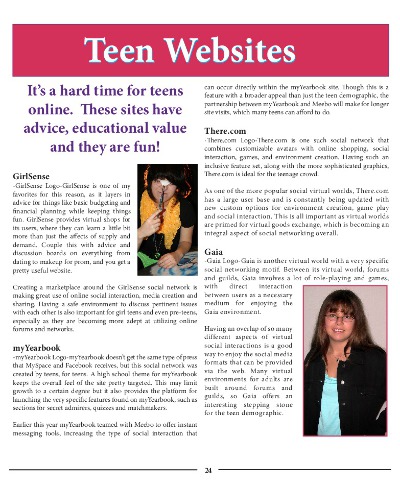 Teen Websites
It's a hard time for teens
online.  These sites have
advice, educational value
and they are fun!
GirlSense
-GirlSense Logo-GirlSense is one of my
favorites for this reason, as it layers in
advice for things like basic budgeting and
financial planning while keeping things
fun. GirlSense provides virtual shops for
its users, where they can learn a little bit
more than just the affects of supply and
demand. Couple this with advice and
discussion boards on everything from
dating to makeup for prom, and you get a
pretty useful website.
Creating a marketplace around the GirlSense social network is
making great use of online social interaction, media creation and
sharing. Having a safe environment to discuss pertinent issues
with each other is also important for girl teens and even pre-teens,
especially as they are becoming more adept at utilizing online
forums and networks.
myYearbook
-myYearbook Logo-myYearbook doesn't get the same type of press
that MySpace and Facebook receives, but this social network was
created by teens, for teens. A high school theme for myYearbook
keeps the overall feel of the site pretty targeted. This may limit
growth to a certain degree but it also provides the platform for
launching the very specific features found on myYearbook, such as
sections for secret admirers, quizzes and matchmakers.
Earlier this year myYearbook teamed with Meebo to offer instant
messaging tools, increasing the type of social interaction that
can occur directly within the myYearbook site. Though this is a
feature with a broader appeal than just the teen demographic, the
partnership between myYearbook and Meebo will make for longer
site visits, which many teens can afford to do.
There.com
-There.com Logo-There.com is one such social network that
combines customizable avatars with online shopping, social
interaction, games, and environment creation. Having such an
inclusive feature set, along with the more sophisticated graphics,
There.com is ideal for the teenage crowd.
As one of the more popular social virtual worlds, There.com
has a large user base and is constantly being updated with
new custom options for environment creation, game play
and social interaction. This is all important as virtual worlds
are primed for virtual goods exchange, which is becoming an
integral aspect of social networking overall.
Gaia
-Gaia Logo-Gaia is another virtual world with a very specific
social networking motif. Between its virtual world, forums
and guilds, Gaia involves a lot of role-playing and games,
with direct interaction
between users as a necessary
medium for enjoying the
Gaia environment.
Having an overlap of so many
different aspects of virtual
social interactions is a good
way to enjoy the social media
formats that can be provided
via the web. Many virtual
environments for adults are
built around forums and
guilds, so Gaia offers an
interesting stepping stone
for the teen demographic.
24